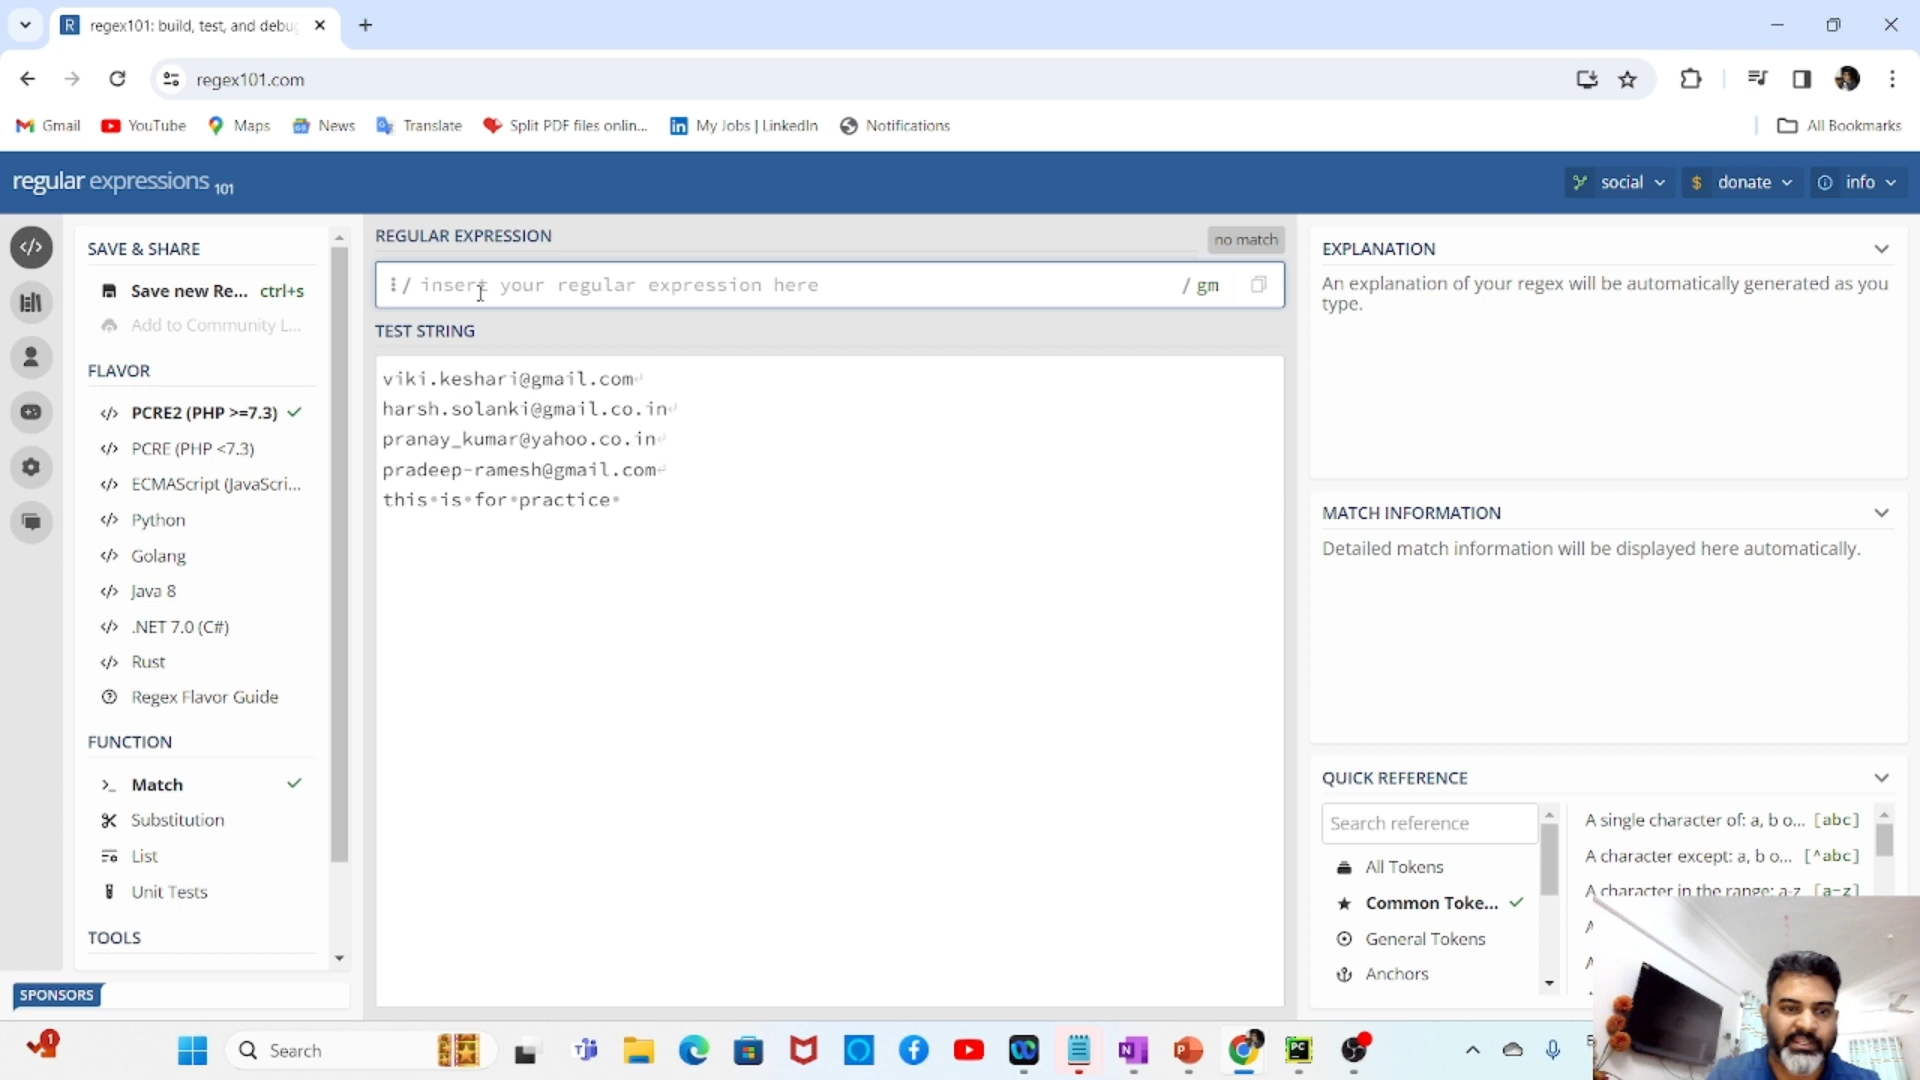 regex101: build, test, and debug
regex101.com
Gmail YouTube Maps News Translate Split PDF files onlin... My Jobs | LinkedIn Notifications All Bookmarks
regular expressions 101
social donate info
SAVE & SHARE
Save new Re... ctrl+s
Add to Community L...
FLAVOR
PCRE2 (PHP >=7.3)
PCRE (PHP <7.3)
ECMAScript (JavaScri...
Python
Golang
Java 8
.NET 7.0 (C#)
Rust
Regex Flavor Guide
FUNCTION
Match
Substitution
List
Unit Tests
TOOLS
SPONSORS
REGULAR EXPRESSION
no match
/ insert your regular expression here / gm
TEST STRING
viki.keshari@gmail.com
harsh.solanki@gmail.co.in
pranay_kumar@yahoo.co.in
pradeep-ramesh@gmail.com
this is for practice
EXPLANATION
An explanation of your regex will be automatically generated as you
type.
MATCH INFORMATION
Detailed match information will be displayed here automatically.
QUICK REFERENCE
Search reference
All Tokens
Common Toke...
General Tokens
Anchors
A single character of: a, b o... [abc]
A character except: a, b o... [^abc]
A character in the range: a-z [a-z]
1
Search